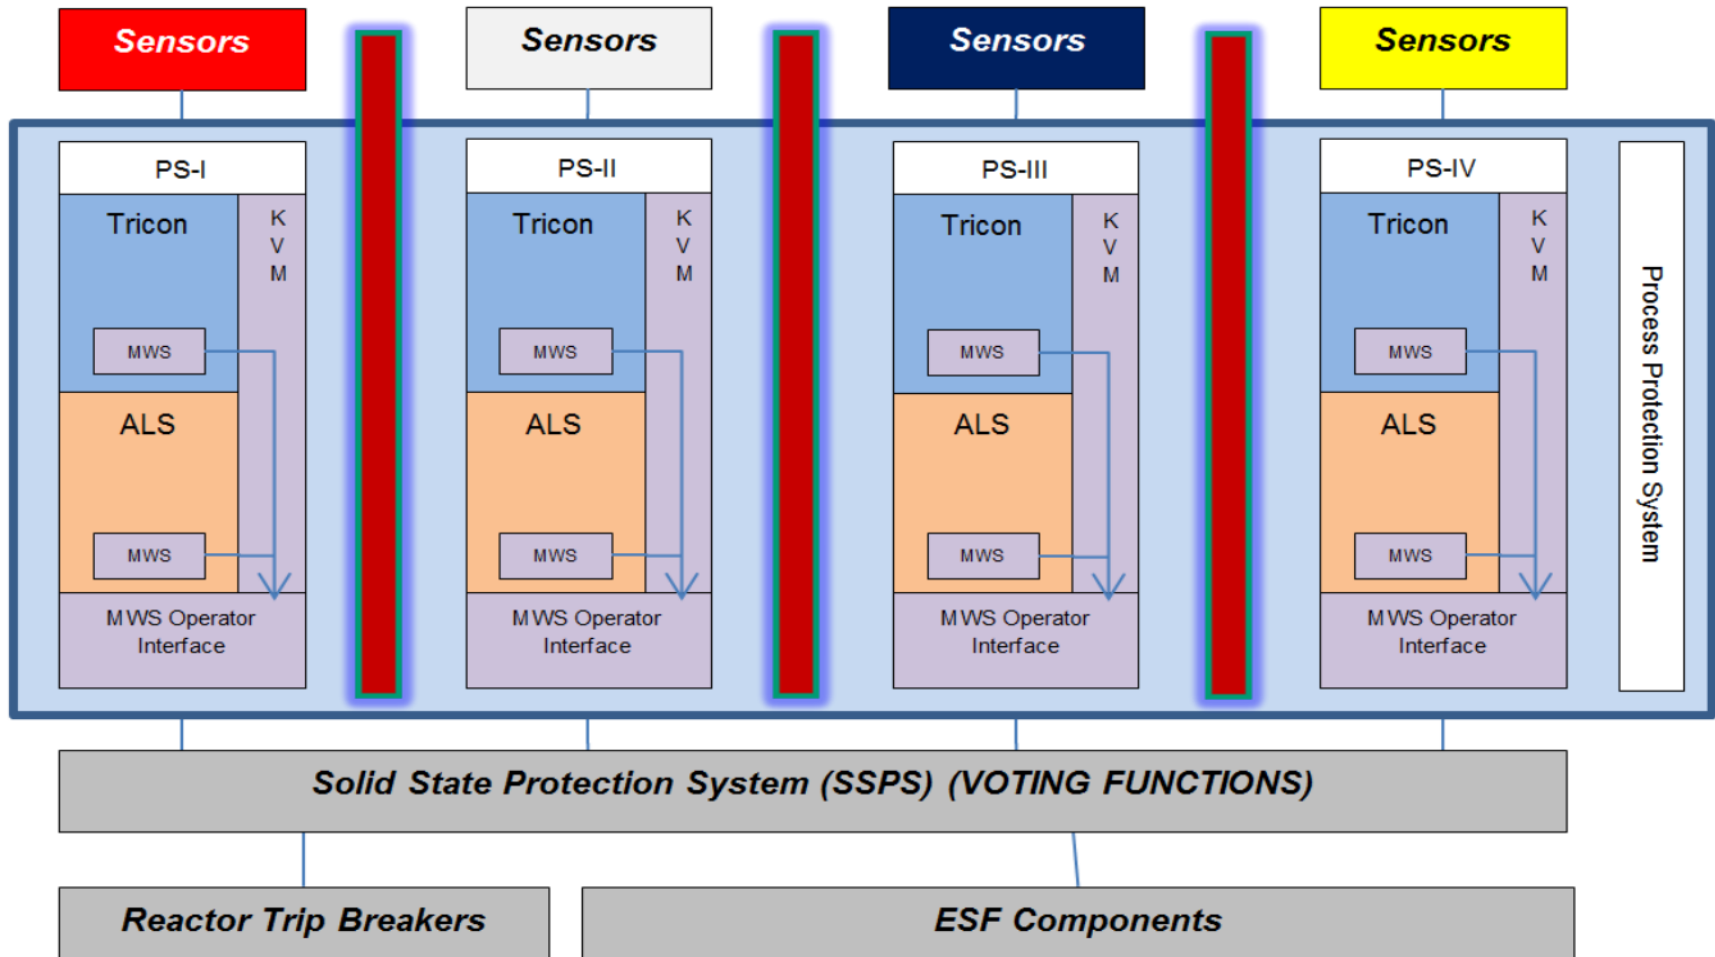 Sensors
Sensors
Sensors
Sensors
PS-I
PS-II
PS-III
PS-IV
Tricon
K
V
M
Tricon
K
V
M
Tricon
K
V
M
Tricon
K
V
M
MWS
MWS
MWS
MWS
ALS
ALS
ALS
ALS
MWS
MWS
MWS
MWS
MWS Operator
Interface
MWS Operator
Interface
MWS Operator
Interface
MWS Operator
Interface
Process Protection System
Solid State Protection System (SSPS) (VOTING FUNCTIONS)
Reactor Trip Breakers
ESF Components